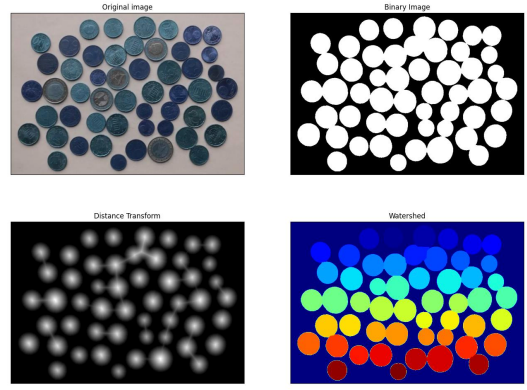 Original image
Binary Image
Distance Transform
Watershed